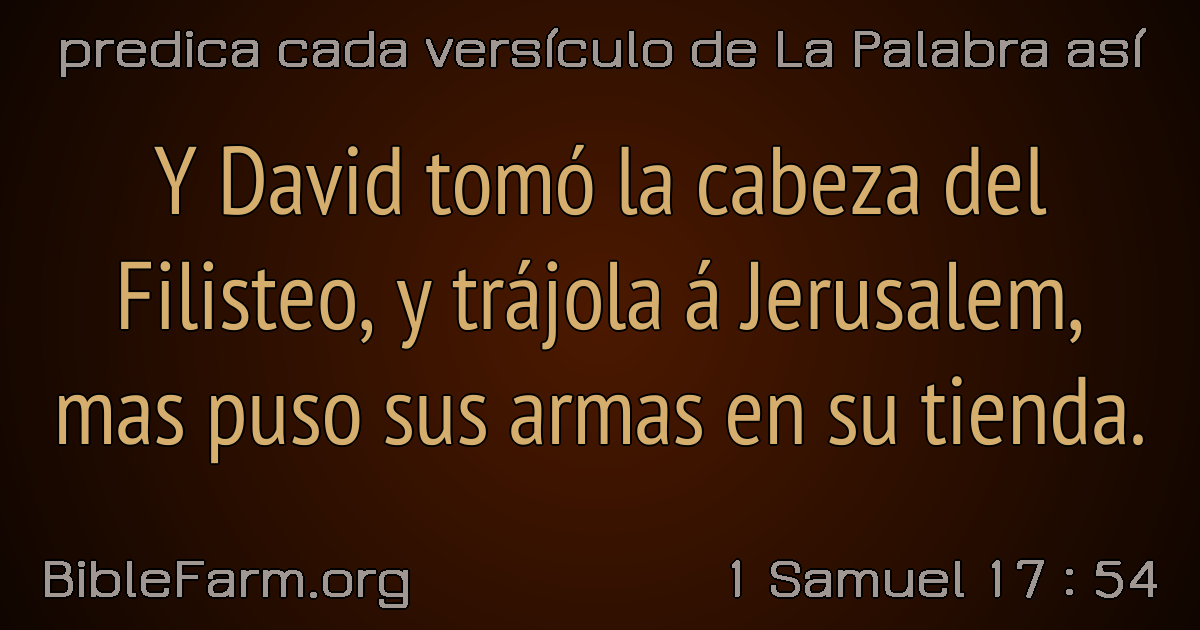 predica cada versículo de La Palabra así
Y David tomó la cabeza del
Filisteo, y trájola á Jerusalem,
mas puso sus armas en su tienda.
BibleFarm.org
1 Samuel 17 : 54